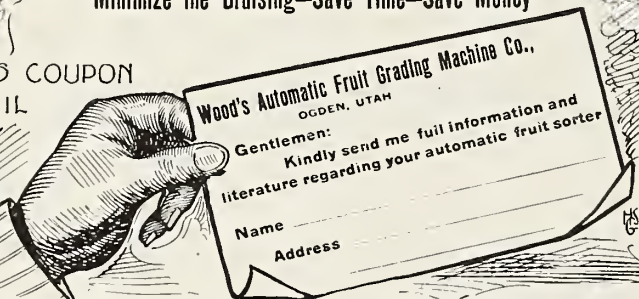 Minimize the Bruising—Save Time—Save Money
COUPON
Wood's Automatic Fruit Grading Machine Co.,
OGDEN, UTAH
Gentlemen:
Kindly send me full information and
literature regarding your automatic fruit sorter
Name
Address